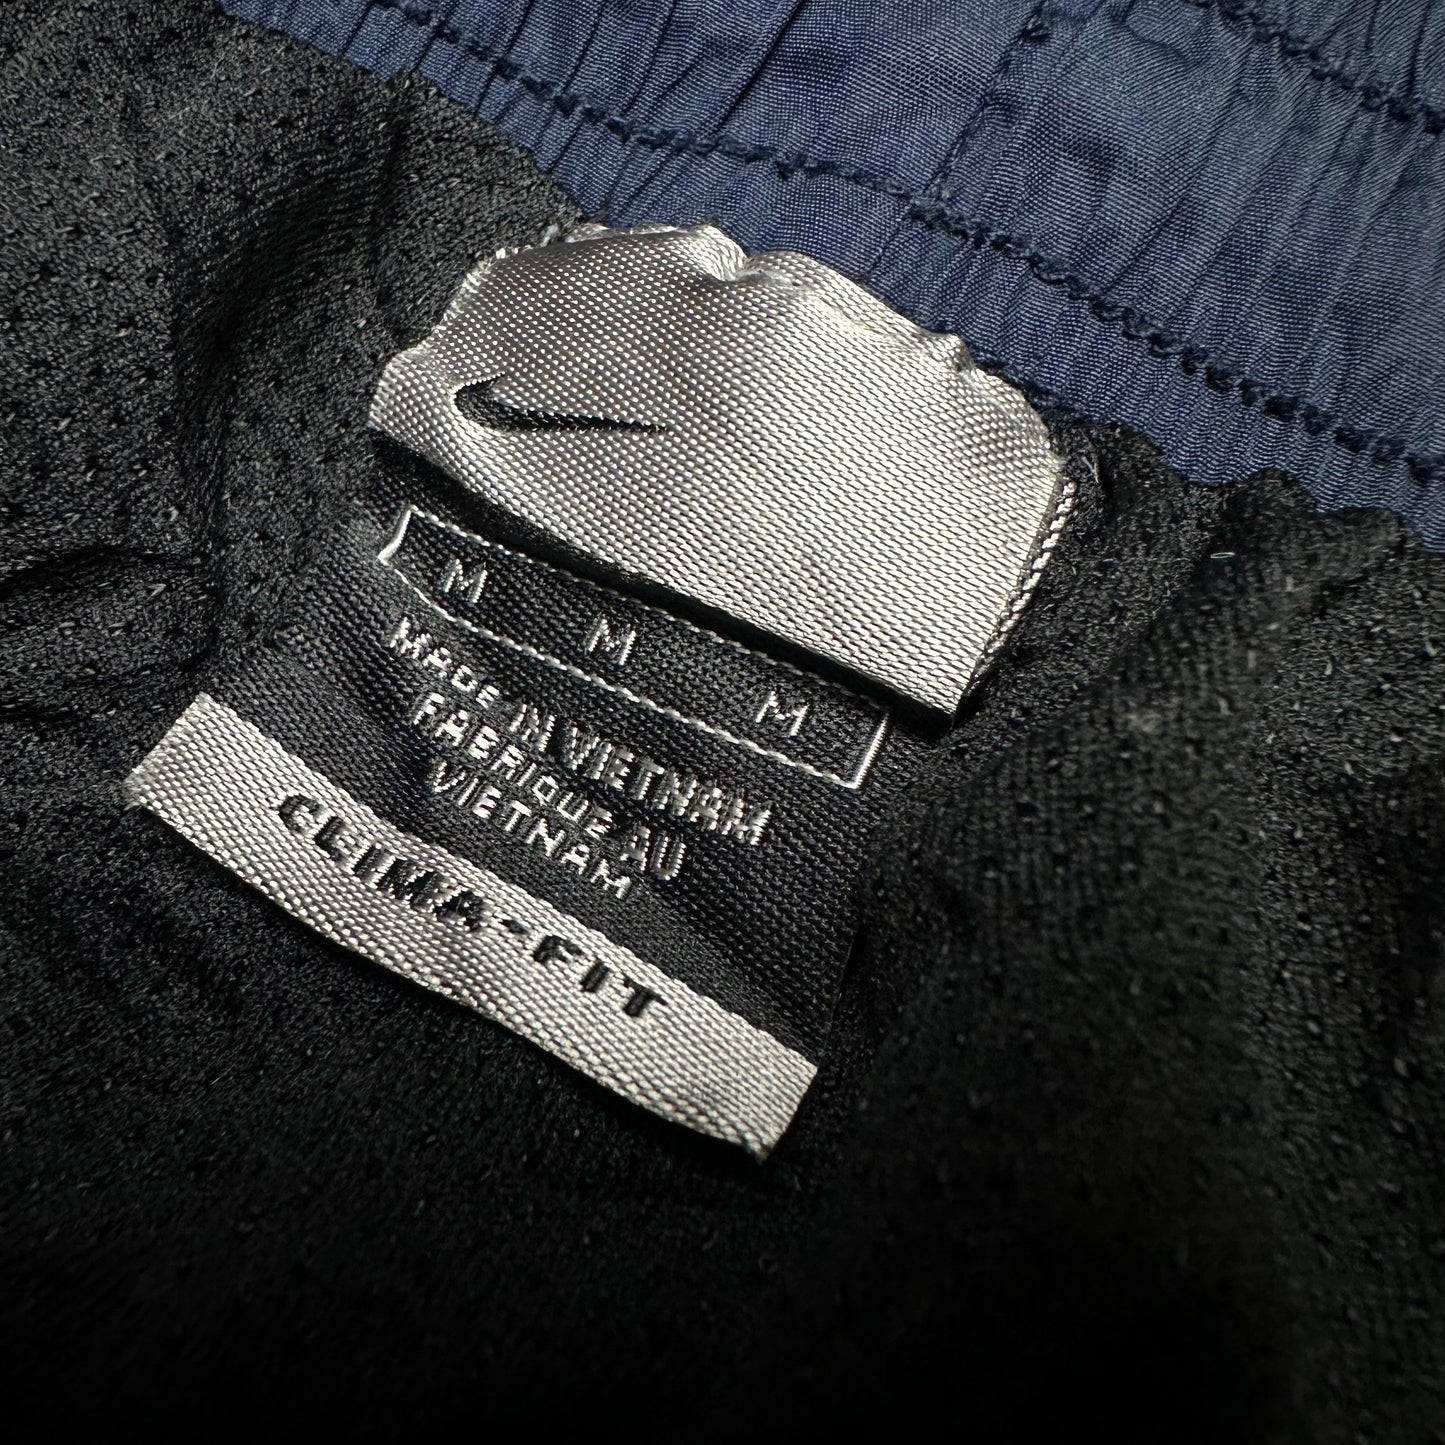 M M M
MADE IN VIETNAM
FABRIQUE AU
VIETNAM
CLIMA-FIT